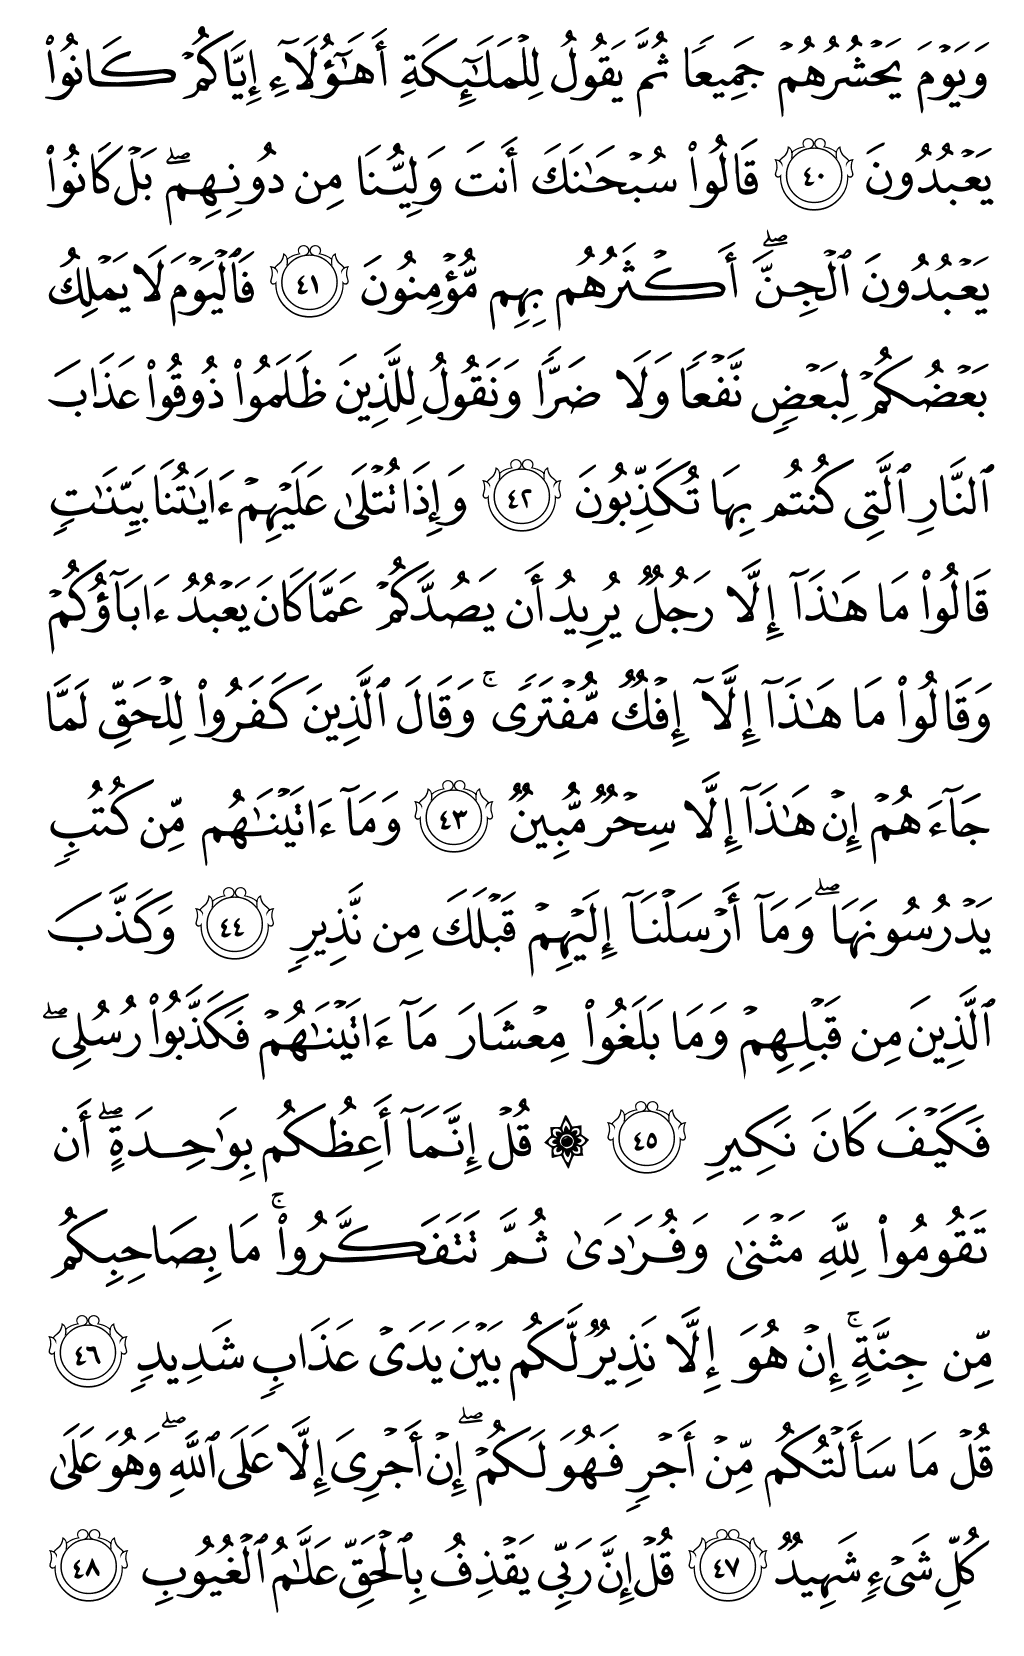 وَيَوۡمَ يَحۡشُرُهُمۡ جَمِيعٗا ثُمَّ يَقُولُ لِلۡمَلَٰٓئِكَةِ أَهَٰٓؤُلَآءِ إِيَّاكُمۡ كَانُواْ
يَعۡبُدُونَ ٤٠ قَالُواْ سُبۡحَٰنَكَ أَنتَ وَلِيُّنَا مِن دُونِهِمۖ بَلۡ كَانُواْ
يَعۡبُدُونَ ٱلۡجِنَّۖ أَكۡثَرُهُم بِهِم مُّؤۡمِنُونَ ٤١ فَٱلۡيَوۡمَ لَا يَمۡلِكُ
بَعۡضُكُمۡ لِبَعۡضٖ نَّفۡعٗا وَلَا ضَرّٗا وَنَقُولُ لِلَّذِينَ ظَلَمُواْ ذُوقُواْ عَذَابَ
ٱلنَّارِ ٱلَّتِي كُنتُم بِهَا تُكَذِّبُونَ ٤٢ وَإِذَا تُتۡلَىٰ عَلَيۡهِمۡ ءَايَٰتُنَا بَيِّنَٰتٖ
قَالُواْ مَا هَٰذَآ إِلَّا رَجُلٞ يُرِيدُ أَن يَصُدَّكُمۡ عَمَّا كَانَ يَعۡبُدُ ءَابَآؤُكُمۡ
وَقَالُواْ مَا هَٰذَآ إِلَّآ إِفۡكٞ مُّفۡتَرٗىۚ وَقَالَ ٱلَّذِينَ كَفَرُواْ لِلۡحَقِّ لَمَّا
جَآءَهُمۡ إِنۡ هَٰذَآ إِلَّا سِحۡرٞ مُّبِينٞ ٤٣ وَمَآ ءَاتَيۡنَٰهُم مِّن كُتُبٖ
يَدۡرُسُونَهَاۖ وَمَآ أَرۡسَلۡنَآ إِلَيۡهِمۡ قَبۡلَكَ مِن نَّذِيرٖ ٤٤ وَكَذَّبَ
ٱلَّذِينَ مِن قَبۡلِهِمۡ وَمَا بَلَغُواْ مِعۡشَارَ مَآ ءَاتَيۡنَٰهُمۡ فَكَذَّبُواْ رُسُلِيۖ
فَكَيۡفَ كَانَ نَكِيرِ ٤٥ ۞ قُلۡ إِنَّمَآ أَعِظُكُم بِوَٰحِدَةٍۖ أَن
تَقُومُواْ لِلَّهِ مَثۡنَىٰ وَفُرَٰدَىٰ ثُمَّ تَتَفَكَّرُواْۚ مَا بِصَاحِبِكُم
مِّن جِنَّةٍۚ إِنۡ هُوَ إِلَّا نَذِيرٞ لَّكُم بَيۡنَ يَدَيۡ عَذَابٖ شَدِيدٖ ٤٦
قُلۡ مَا سَأَلۡتُكُم مِّنۡ أَجۡرٖ فَهُوَ لَكُمۡۖ إِنۡ أَجۡرِيَ إِلَّا عَلَى ٱللَّهِۖ وَهُوَ عَلَىٰ
كُلِّ شَيۡءٖ شَهِيدٞ ٤٧ قُلۡ إِنَّ رَبِّي يَقۡذِفُ بِٱلۡحَقِّ عَلَّٰمُ ٱلۡغُيُوبِ ٤٨